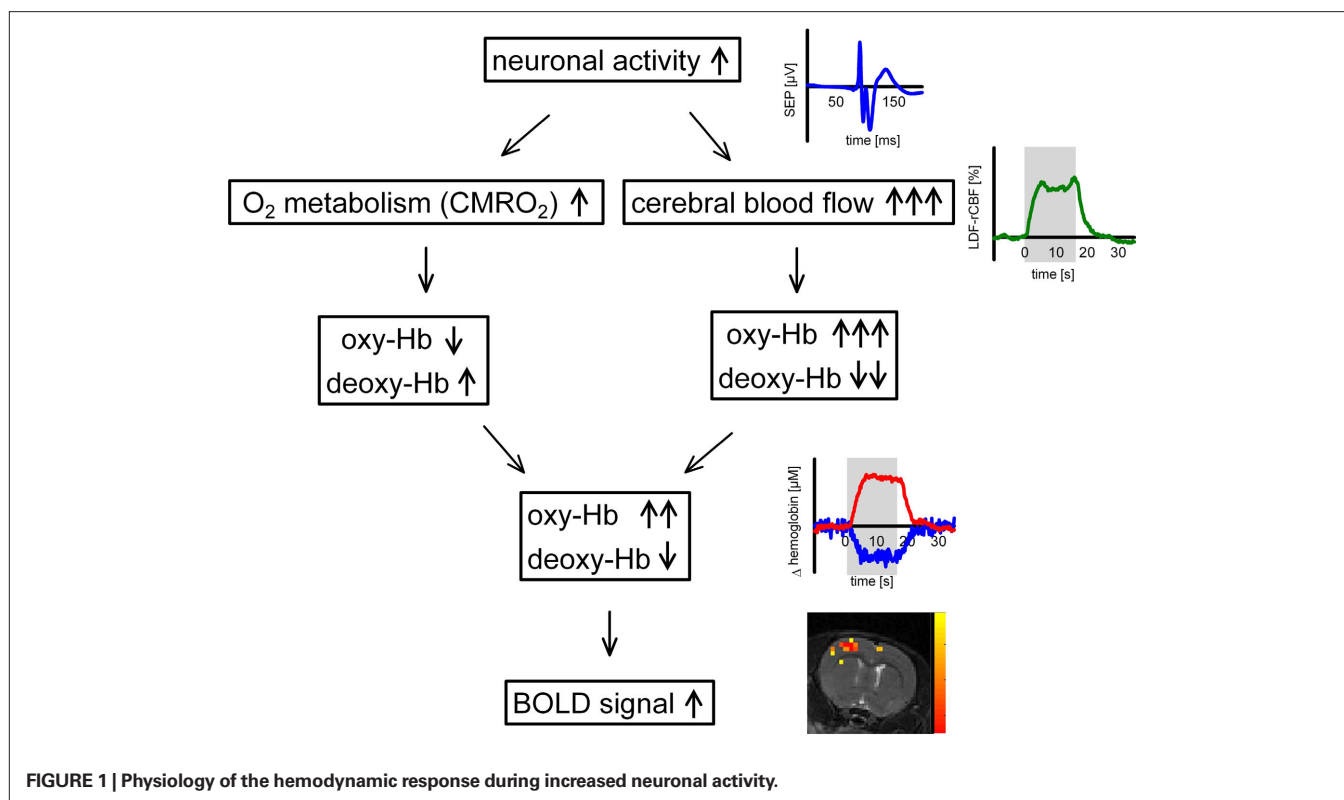 neuronal activity ↑
SEP [µV]
50 150
time [ms]
O₂ metabolism (CMRO₂) ↑
cerebral blood flow ↑↑↑
LDF-rCBF [%]
0 10 20 30
time [s]
oxy-Hb ↓
deoxy-Hb ↑
oxy-Hb ↑↑↑
deoxy-Hb ↓↓
oxy-Hb ↑↑
deoxy-Hb ↓
Δ hemoglobin [µM]
0 10 20 30
time [s]
BOLD signal ↑
FIGURE 1 | Physiology of the hemodynamic response during increased neuronal activity.